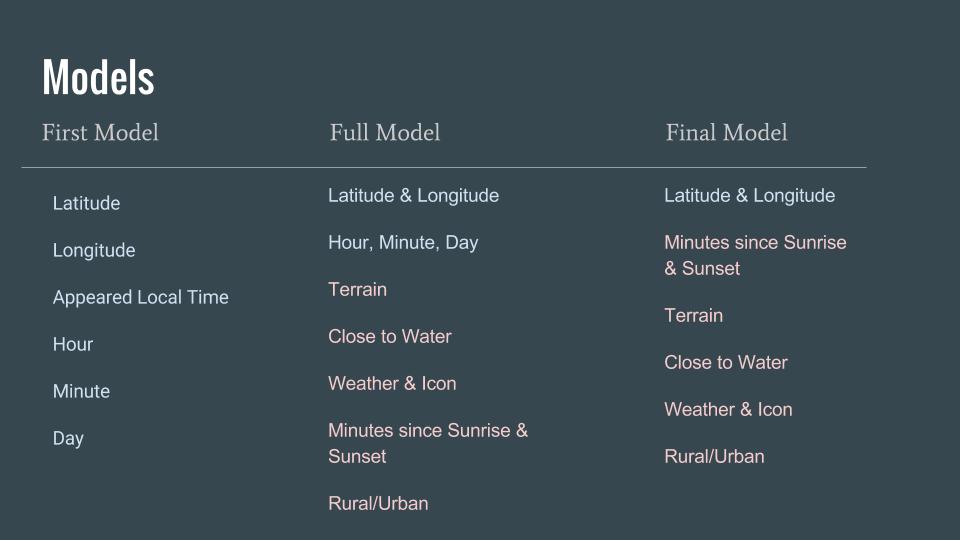 Models
First Model
Full Model
Final Model
Latitude
Longitude
Appeared Local Time
Hour
Minute
Day
Latitude & Longitude
Hour, Minute, Day
Terrain
Close to Water
Weather & Icon
Minutes since Sunrise &
Sunset
Rural/Urban
Latitude & Longitude
Minutes since Sunrise
& Sunset
Terrain
Close to Water
Weather & Icon
Rural/Urban